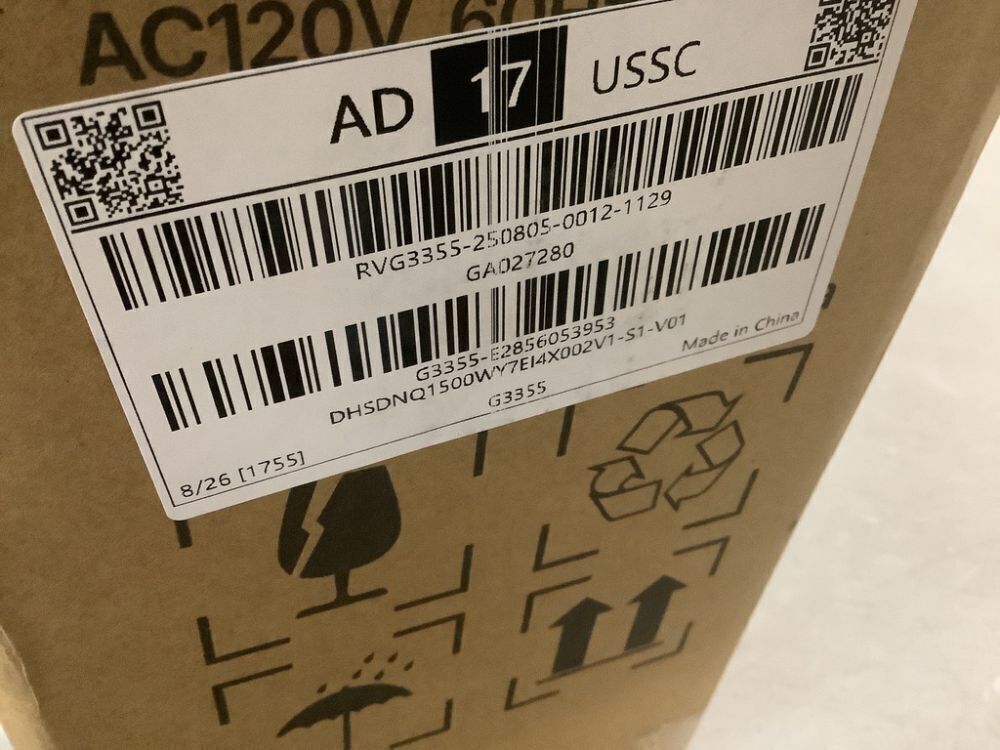 AC120V 60H
AD 17 USSC
RVG3355-250805-0012-1129
GA027280
G3355-E2856053953
DHSDNQ1500WY7EI4X002V1-S1-V01
G3355
Made in China
8/26 [1755]